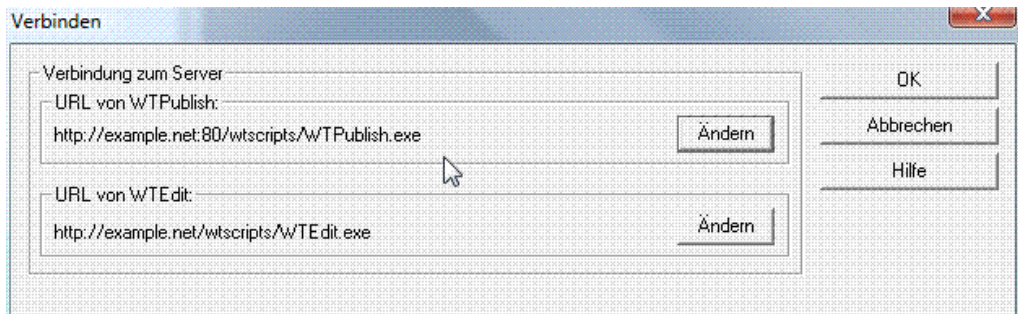 Verbinden
Verbindung zum Server
URL von WTPublish:
http://example.net:80/wtscripts/WTPublish.exe
Ändern
URL von WTEdit:
http://example.net/wtscripts/WTEdit.exe
Ändern
OK
Abbrechen
Hilfe